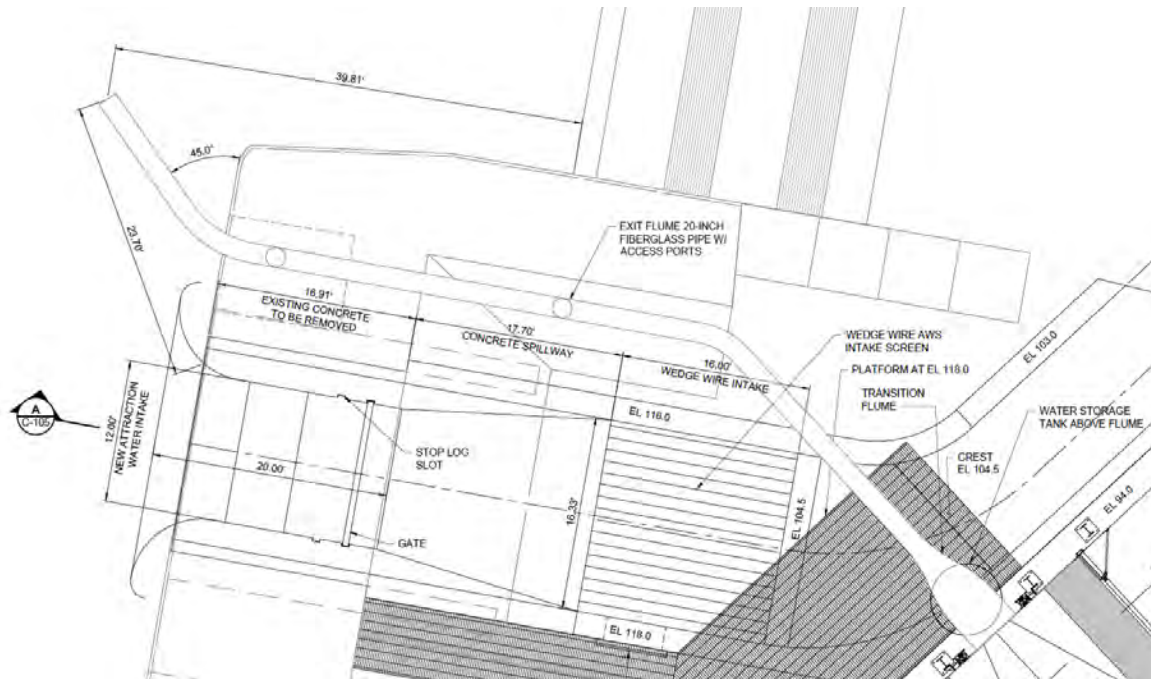 39.81'
45.0°
23.70'
EXIT FLUME 20-INCH
FIBERGLASS PIPE W/
ACCESS PORTS
16.91'
EXISTING CONCRETE
TO BE REMOVED
17.70'
CONCRETE SPILLWAY
16.00'
WEDGE WIRE INTAKE
WEDGE WIRE AWS
INTAKE SCREEN
PLATFORM AT EL 118.0
TRANSITION
FLUME
WATER STORAGE
TANK ABOVE FLUME
EL 103.0
A
C-105
12.00'
NEW ATTRACTION
WATER INTAKE
20.00'
STOP LOG
SLOT
GATE
EL 116.0
16.33'
EL 104.5
CREST
EL 104.5
EL 94.0
EL 118.0